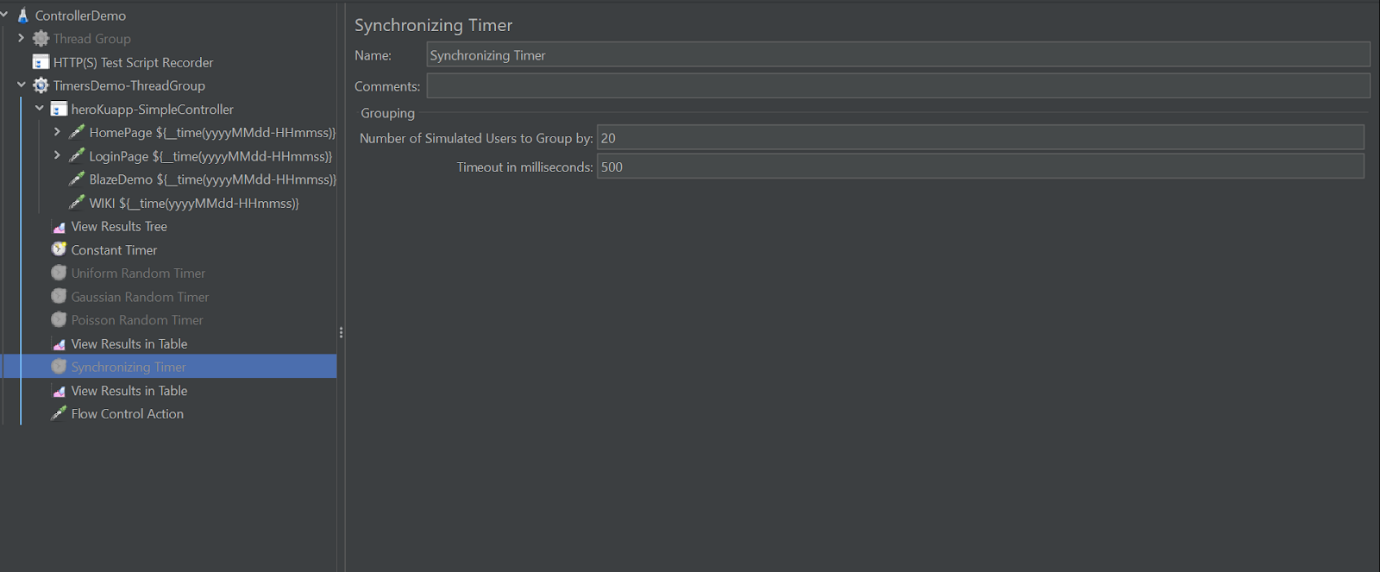 ControllerDemo
Thread Group
HTTP(S) Test Script Recorder
TimersDemo-ThreadGroup
heroKuapp-SimpleController
HomePage ${__time(yyyyMMdd-HHmmss)}
LoginPage ${__time(yyyyMMdd-HHmmss)}
BlazeDemo ${__time(yyyyMMdd-HHmmss)}
WIKI ${__time(yyyyMMdd-HHmmss)}
View Results Tree
Constant Timer
Uniform Random Timer
Gaussian Random Timer
Poisson Random Timer
View Results in Table
Synchronizing Timer
View Results in Table
Flow Control Action
Synchronizing Timer
Name: Synchronizing Timer
Comments:
Grouping
Number of Simulated Users to Group by: 20
Timeout in milliseconds: 500